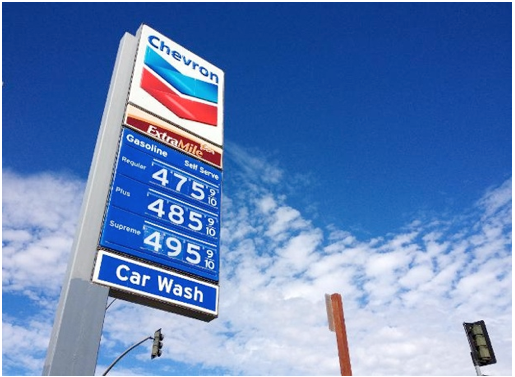 Chevron
ExtraMile
Gasoline Self Serve
Regular 475 9/10
Plus 485 9/10
Supreme 495 9/10
Car Wash